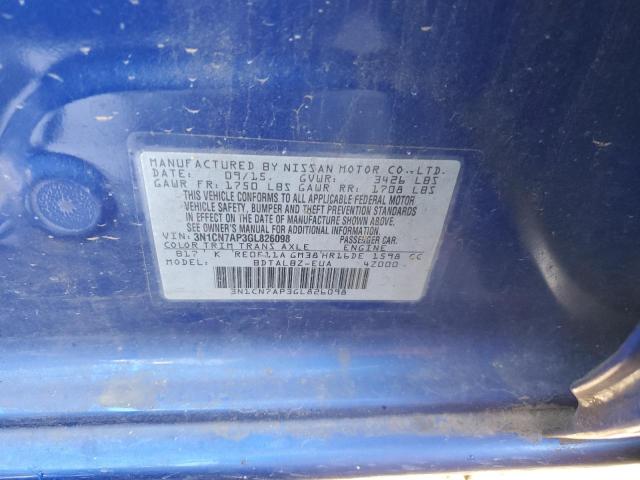 MANUFACTURED BY NISSAN MOTOR CO., LTD.
DATE: 09/15. GVWR: 3426 LBS
GAWR FR: 1750 LBS GAWR RR: 1708 LBS
THIS VEHICLE CONFORMS TO ALL APPLICABLE FEDERAL MOTOR
VEHICLE SAFETY, BUMPER AND THEFT PREVENTION STANDARDS
IN EFFECT ON THE DATE OF MANUFACTURE SHOWN ABOVE.
SEE OWNER'S MANUAL FOR ADDITIONAL INFORMATION.
VIN: 3N1CN7AP3GL826098 PASSENGER CAR.
COLOR TRIM TRANS AXLE ENGINE
B17 K RE0F11A GM38 HR16DE 1598 CC
MODEL BDTALBZ-EUA 4Z000
3N1CN7AP3GL826098